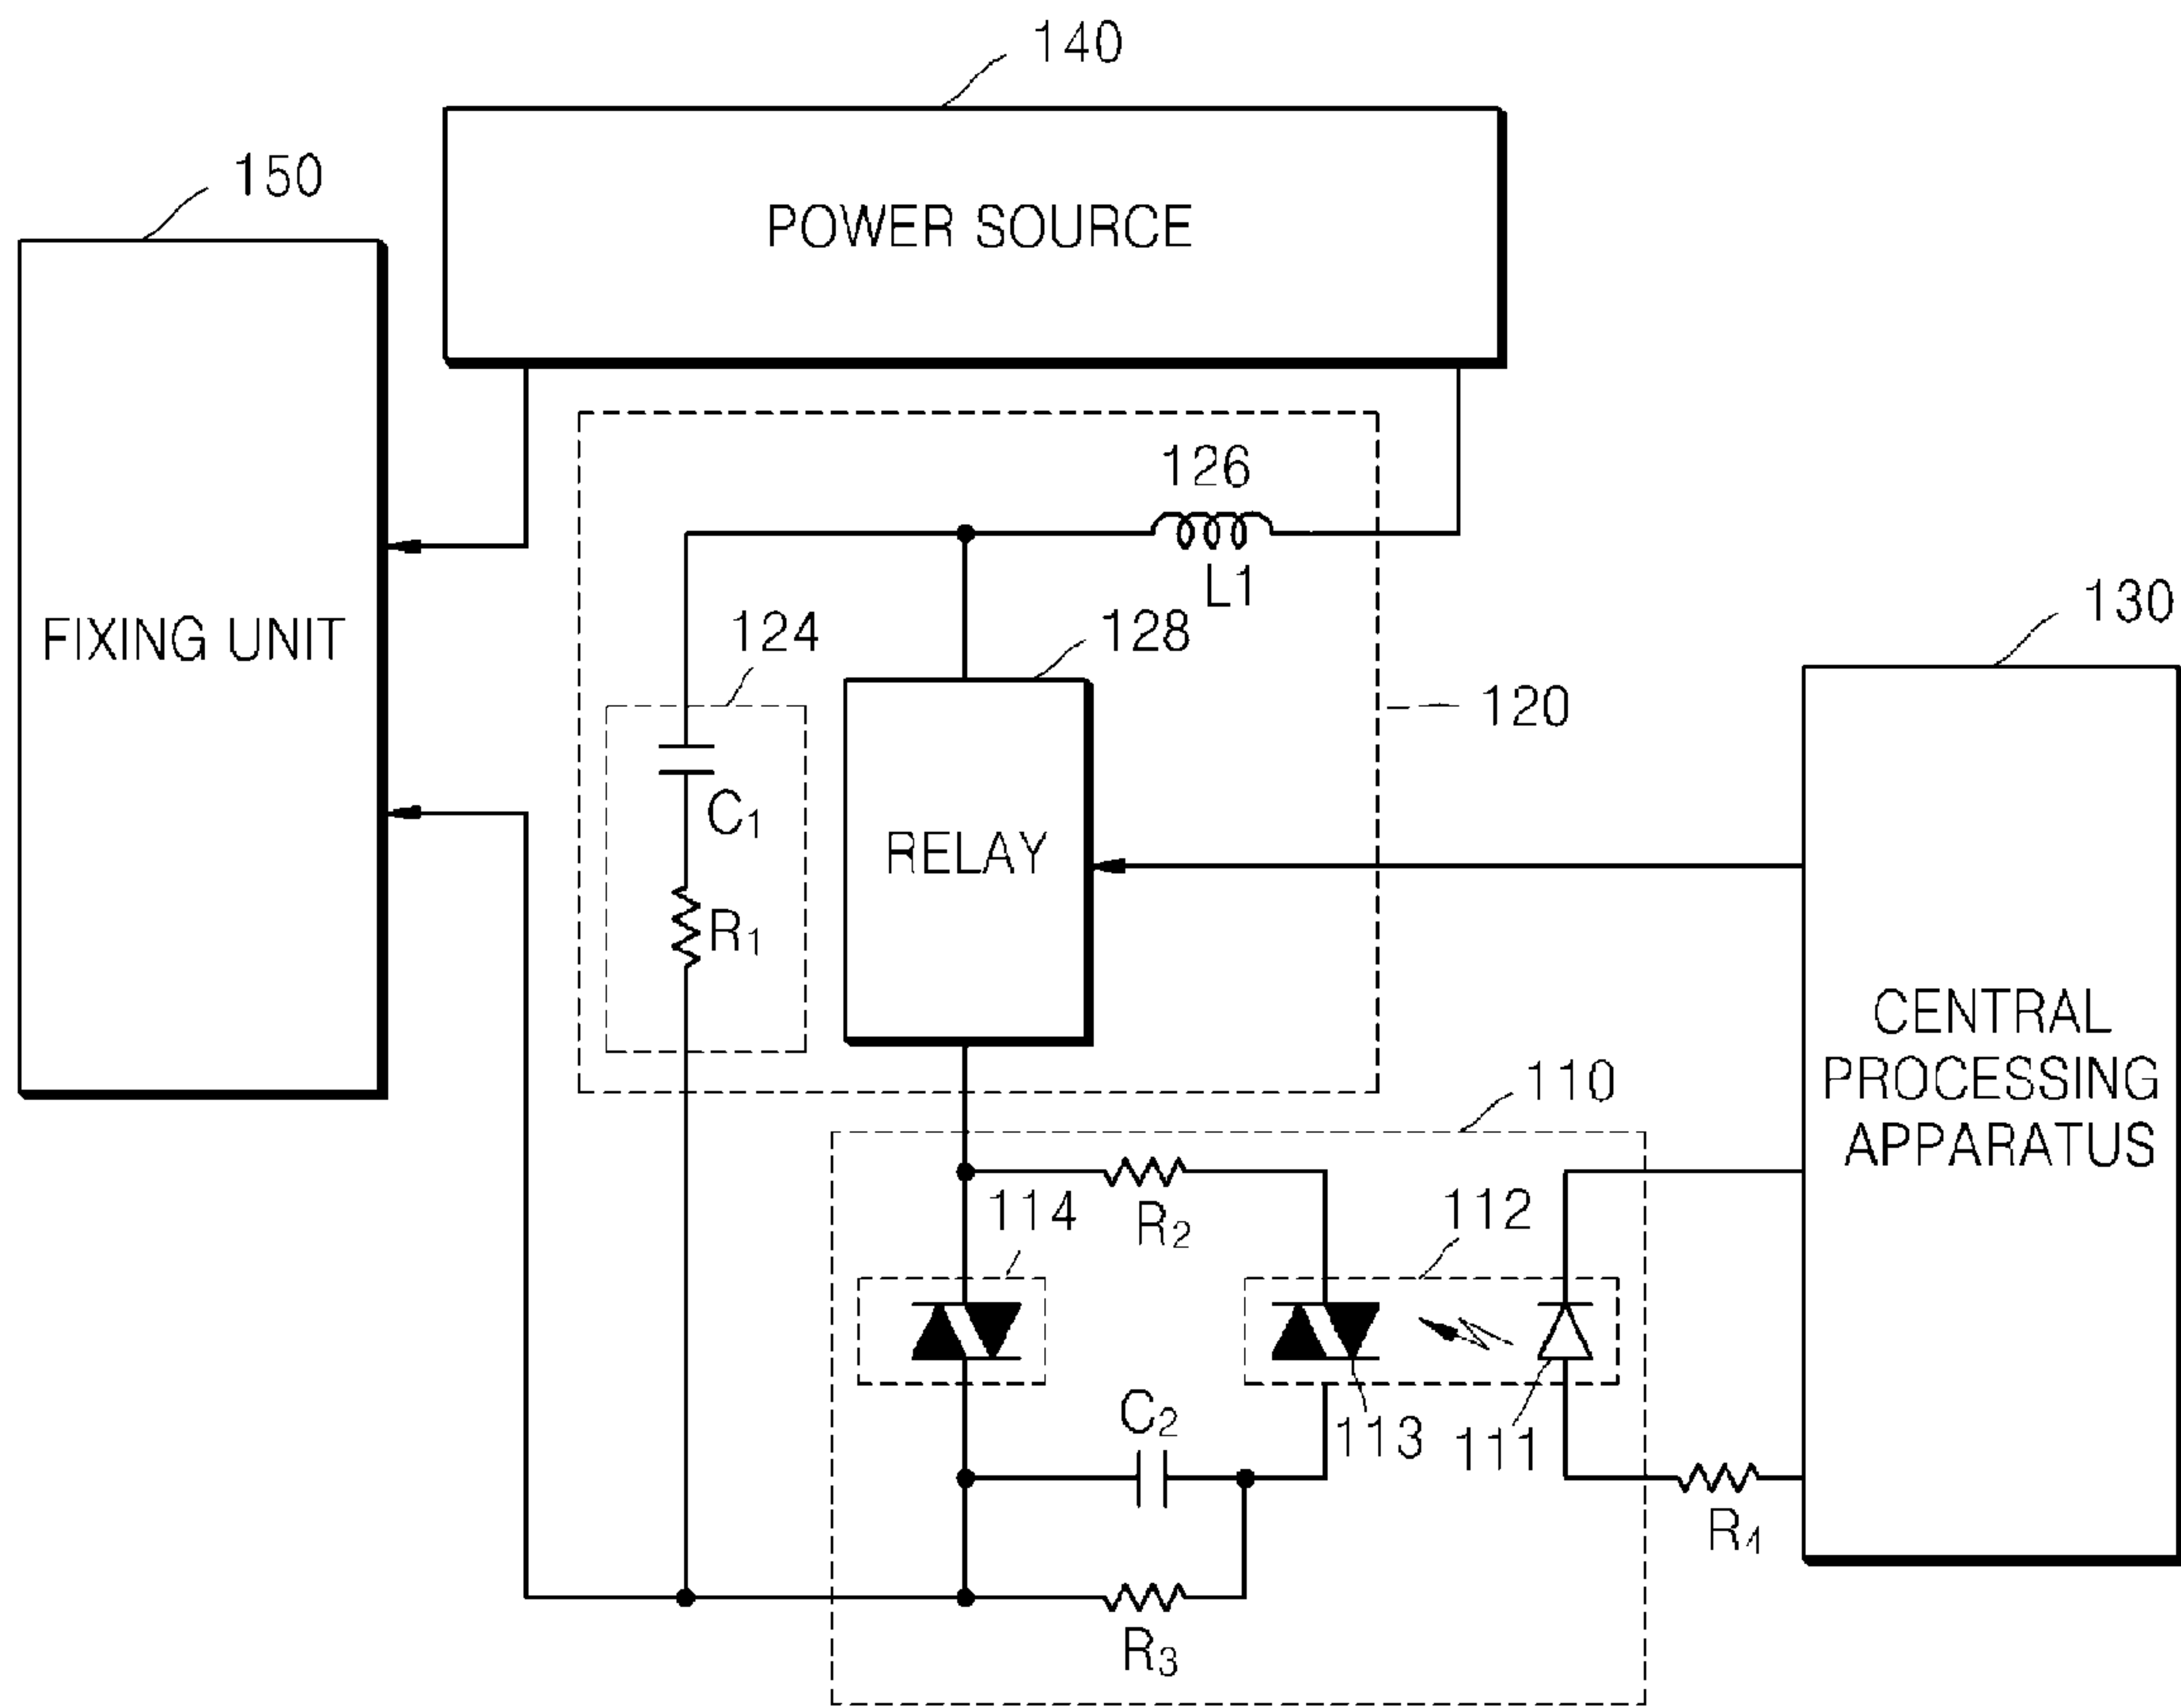 140
150
POWER SOURCE
126
L1
130
FIXING UNIT
124
128
120
C1
RELAY
R1
CENTRAL
PROCESSING
APPARATUS
110
114
R2
112
C2
113
111
R4
R3